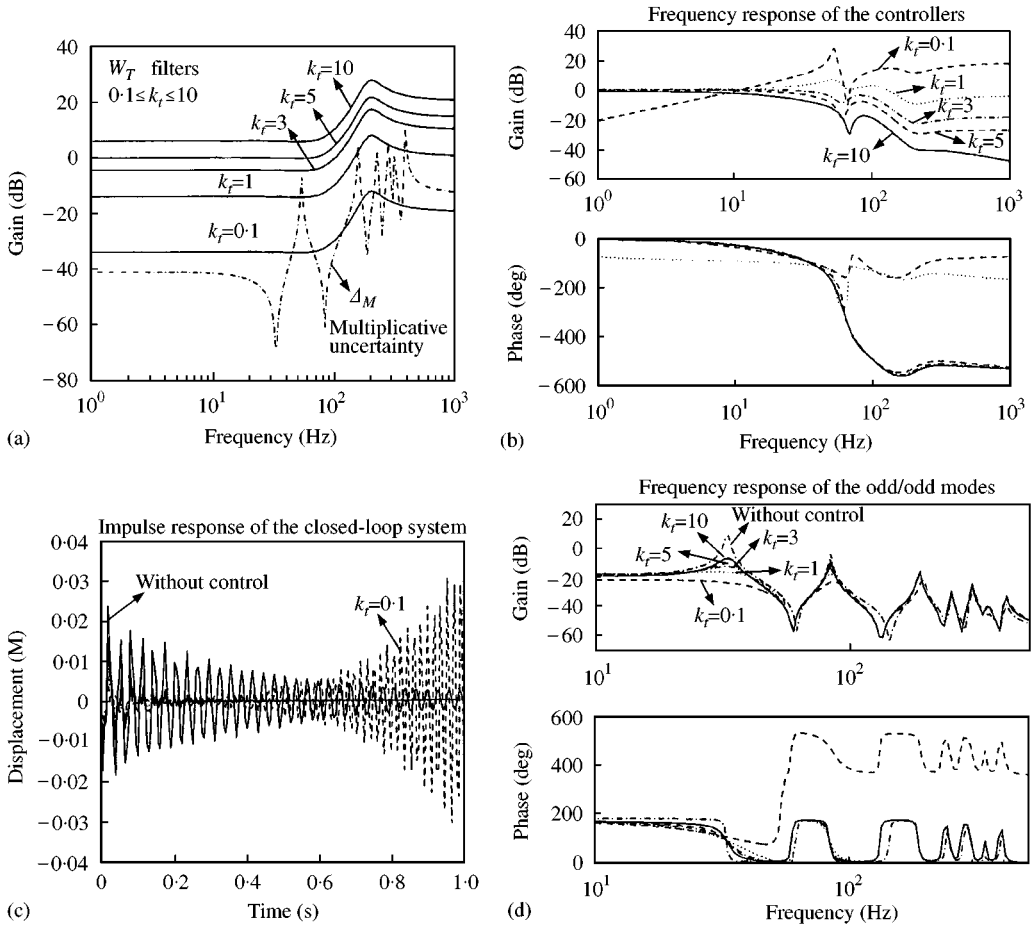 40
20
0
−20
−40
−60
−80
Gain (dB)
W_T filters
0·1≤k_t≤10
k_t=10
k_t=5
k_t=3
k_t=1
k_t=0·1
Δ_M
Multiplicative
uncertainty
10^0
10^1
10^2
10^3
Frequency (Hz)
(a)
Frequency response of the controllers
40
20
0
−20
−40
−60
Gain (dB)
k_t=0·1
k_t=1
k_t=3
k_t=5
k_t=10
10^0
10^1
10^2
10^3
0
−200
−400
−600
Phase (deg)
10^0
10^1
10^2
10^3
Frequency (Hz)
(b)
Impulse response of the closed-loop system
0·04
0·03
0·02
0·01
0
−0·01
−0·02
−0·03
−0·04
Displacement (M)
Without control
k_t=0·1
0
0·2
0·4
0·6
0·8
1·0
Time (s)
(c)
Frequency response of the odd/odd modes
20
0
−20
−40
−60
Gain (dB)
Without control
k_t=10
k_t=3
k_t=5
k_t=1
k_t=0·1
10^1
10^2
600
400
200
0
Phase (deg)
10^1
10^2
Frequency (Hz)
(d)